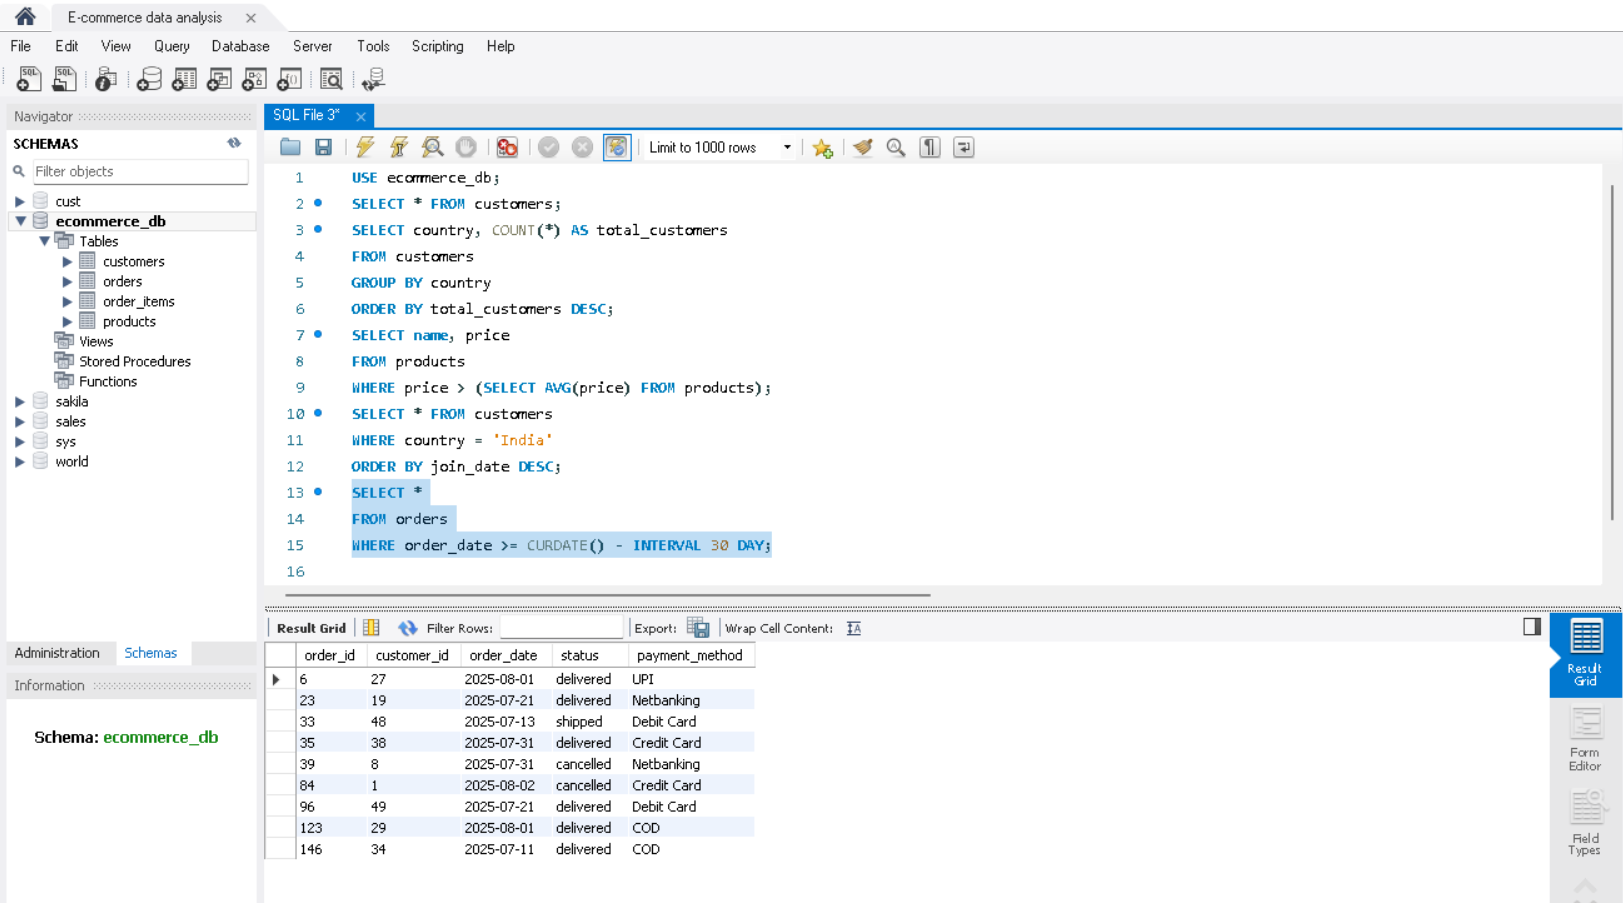 E-commerce data analysis
File Edit View Query Database Server Tools Scripting Help
Navigator
SCHEMAS
Filter objects
cust
ecommerce_db
Tables
customers
orders
order_items
products
Views
Stored Procedures
Functions
sakila
sales
sys
world
Administration Schemas
Information
Schema: ecommerce_db
SQL File 3*
Limit to 1000 rows
1 USE ecommerce_db;
2 SELECT * FROM customers;
3 SELECT country, COUNT(*) AS total_customers
4 FROM customers
5 GROUP BY country
6 ORDER BY total_customers DESC;
7 SELECT name, price
8 FROM products
9 WHERE price > (SELECT AVG(price) FROM products);
10 SELECT * FROM customers
11 WHERE country = 'India'
12 ORDER BY join_date DESC;
13 SELECT *
14 FROM orders
15 WHERE order_date >= CURDATE() - INTERVAL 30 DAY;
16
Result Grid Filter Rows: Export: Wrap Cell Content:
order_id customer_id order_date status payment_method
6 27 2025-08-01 delivered UPI
23 19 2025-07-21 delivered Netbanking
33 48 2025-07-13 shipped Debit Card
35 38 2025-07-31 delivered Credit Card
39 8 2025-07-31 cancelled Netbanking
84 1 2025-08-02 cancelled Credit Card
96 49 2025-07-21 delivered Debit Card
123 29 2025-08-01 delivered COD
146 34 2025-07-11 delivered COD
Result
Grid
Form
Editor
Field
Types